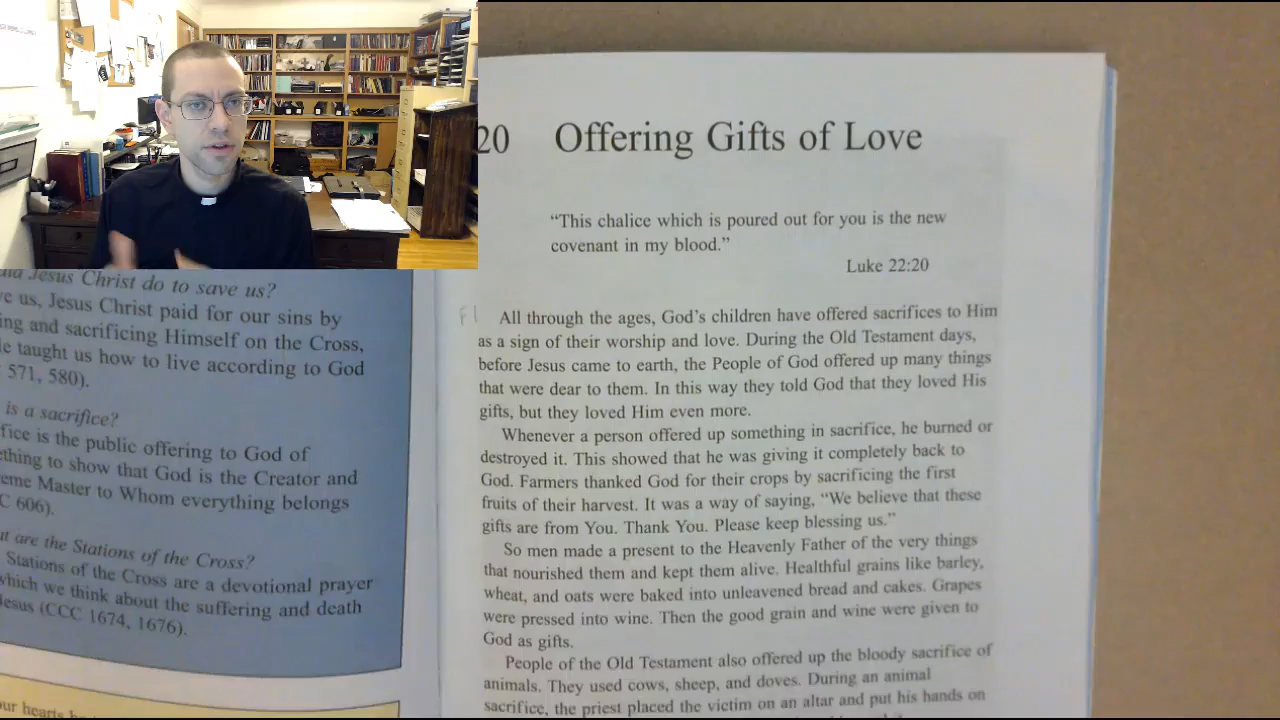 20 Offering Gifts of Love
“This chalice which is poured out for you is the new
covenant in my blood.”
Luke 22:20
All through the ages, God’s children have offered sacrifices to Him
as a sign of their worship and love. During the Old Testament days,
before Jesus came to earth, the People of God offered up many things
that were dear to them. In this way they told God that they loved His
gifts, but they loved Him even more.
Whenever a person offered up something in sacrifice, he burned or
destroyed it. This showed that he was giving it completely back to
God. Farmers thanked God for their crops by sacrificing the first
fruits of their harvest. It was a way of saying, “We believe that these
gifts are from You. Thank You. Please keep blessing us.”
So men made a present to the Heavenly Father of the very things
that nourished them and kept them alive. Healthful grains like barley,
wheat, and oats were baked into unleavened bread and cakes. Grapes
were pressed into wine. Then the good grain and wine were given to
God as gifts.
People of the Old Testament also offered up the bloody sacrifice of
animals. They used cows, sheep, and doves. During an animal
sacrifice, the priest placed the victim on an altar and put his hands on
Jesus Christ do to save us?
us, Jesus Christ paid for our sins by
ing and sacrificing Himself on the Cross,
taught us how to live according to God
571, 580).
is a sacrifice?
fice is the public offering to God of
ething to show that God is the Creator and
eme Master to Whom everything belongs
C 606).
are the Stations of the Cross?
Stations of the Cross are a devotional prayer
which we think about the suffering and death
Jesus (CCC 1674, 1676).
our hearts